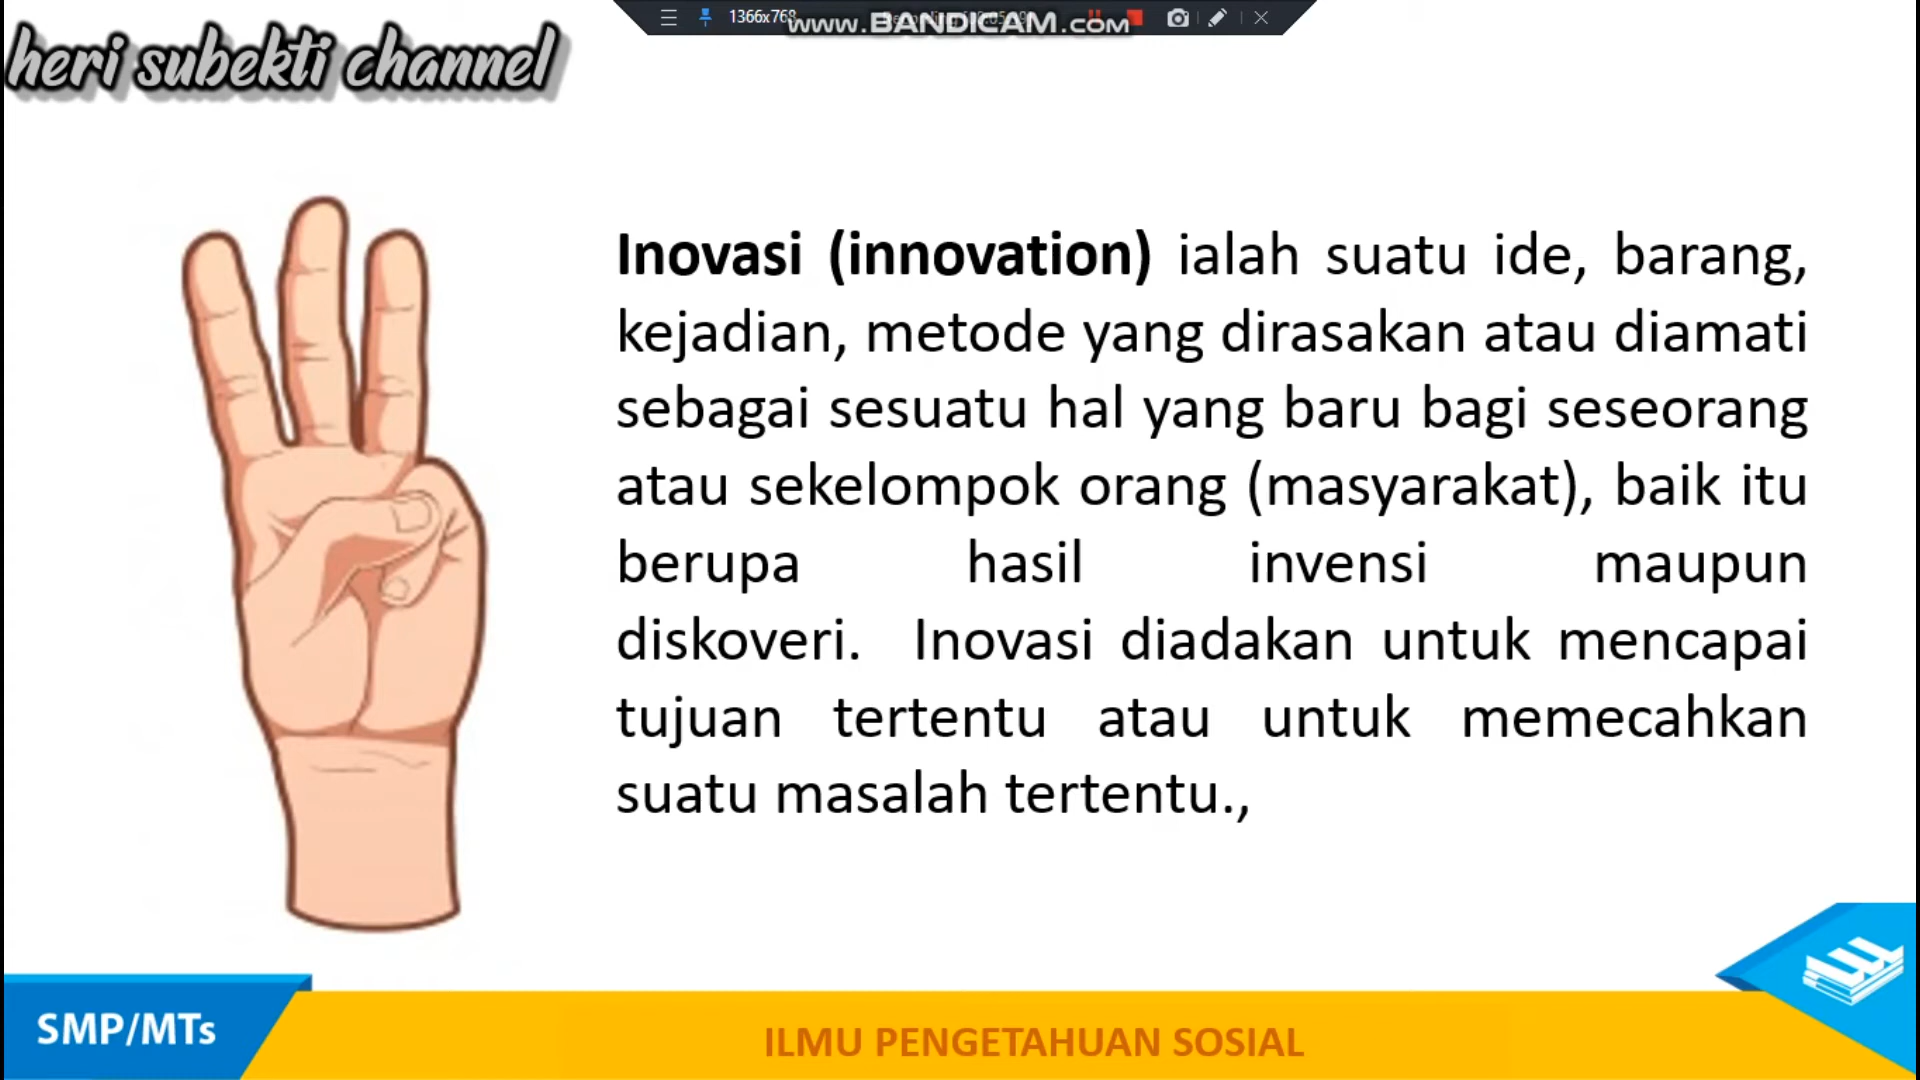 1366x768
www.BANDICAM.com
heri subekti channel
Inovasi (innovation) ialah suatu ide, barang,
kejadian, metode yang dirasakan atau diamati
sebagai sesuatu hal yang baru bagi seseorang
atau sekelompok orang (masyarakat), baik itu
berupa hasil invensi maupun
diskoveri. Inovasi diadakan untuk mencapai
tujuan tertentu atau untuk memecahkan
suatu masalah tertentu.,
SMP/MTs
ILMU PENGETAHUAN SOSIAL